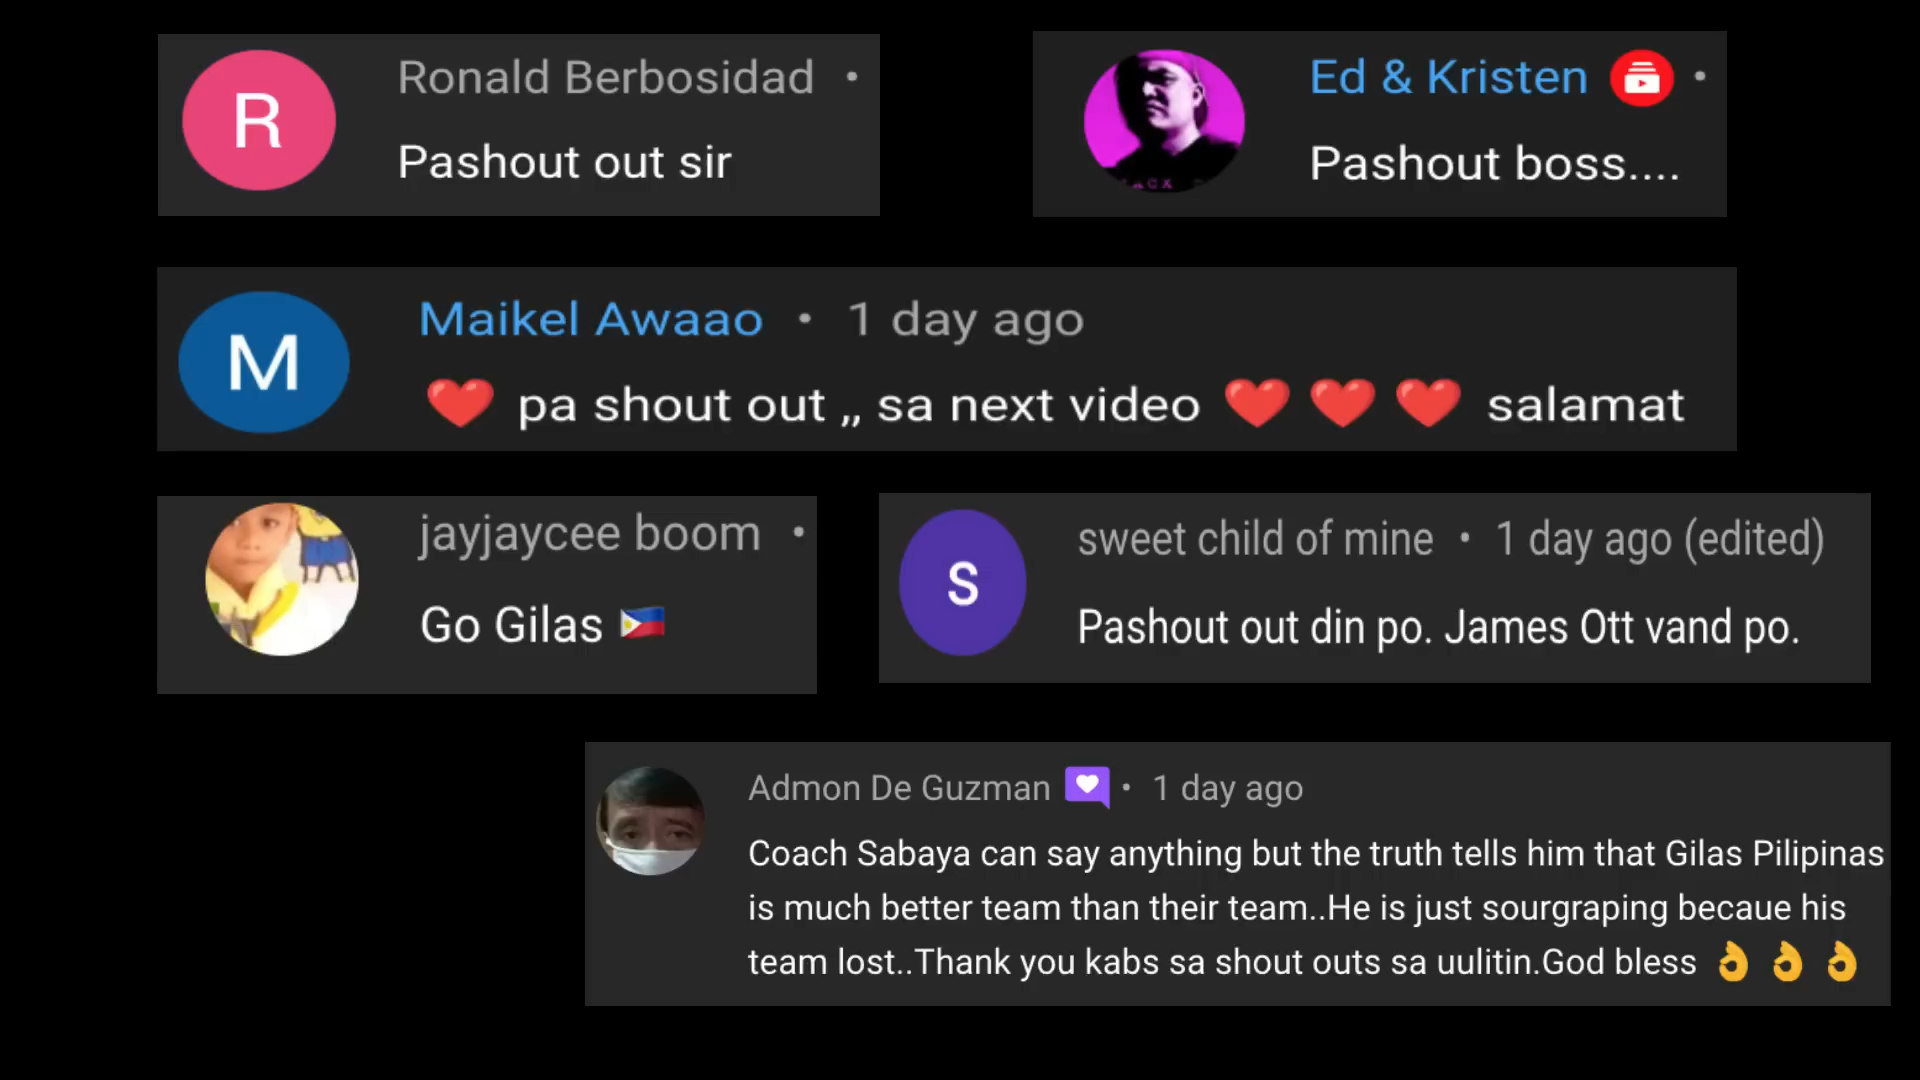 R
Ronald Berbosidad •
Pashout out sir
Ed & Kristen •
Pashout boss....
M
Maikel Awaao • 1 day ago
❤️ pa shout out ,, sa next video ❤️ ❤️ ❤️ salamat
jayjaycee boom •
Go Gilas 🇵🇭
S
sweet child of mine • 1 day ago (edited)
Pashout out din po. James Ott vand po.
Admon De Guzman • 1 day ago
Coach Sabaya can say anything but the truth tells him that Gilas Pilipinas
is much better team than their team..He is just sourgraping becaue his
team lost..Thank you kabs sa shout outs sa uulitin.God bless 👌 👌 👌